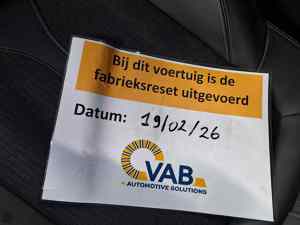 Bij dit voertuig is de
fabrieksreset uitgevoerd
Datum: 19/02/26
VAB
AUTOMOTIVE SOLUTIONS